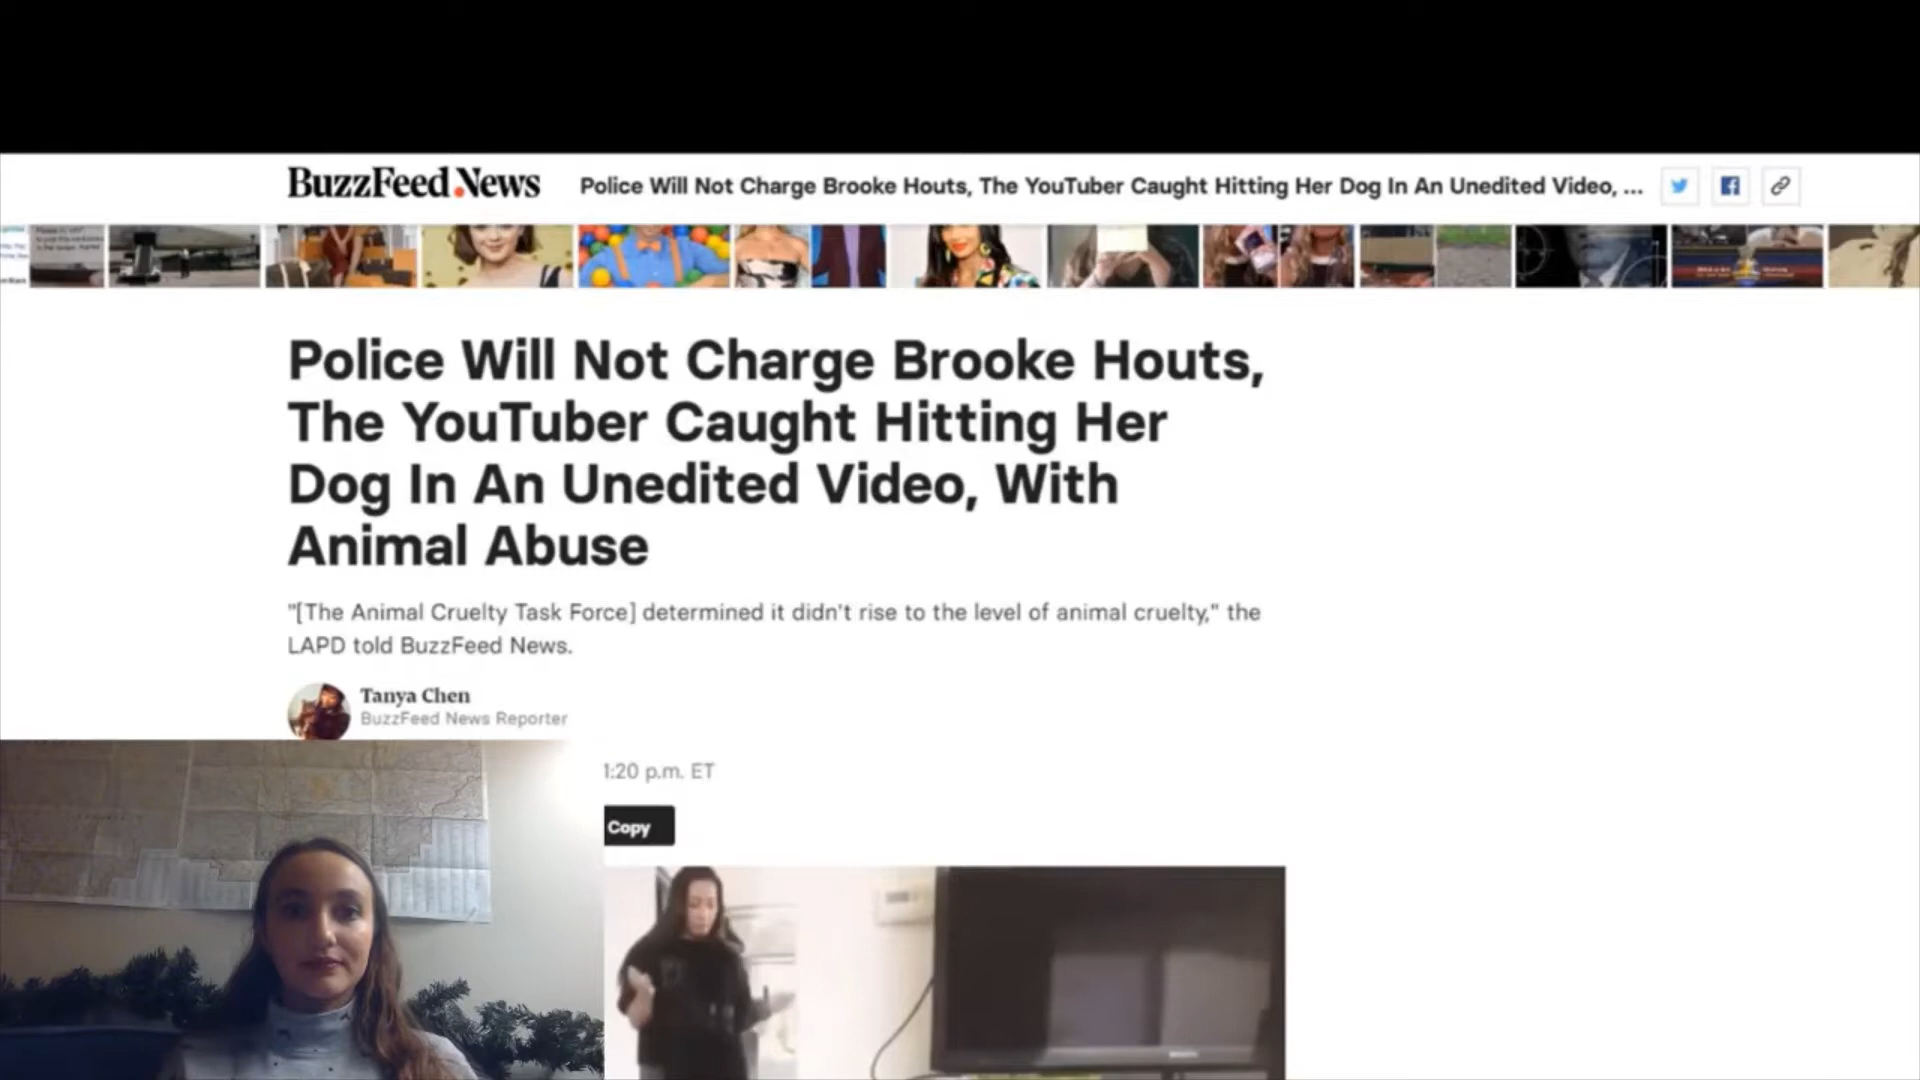 BuzzFeed News
Police Will Not Charge Brooke Houts, The YouTuber Caught Hitting Her Dog In An Unedited Video, ...
Police Will Not Charge Brooke Houts,
The YouTuber Caught Hitting Her
Dog In An Unedited Video, With
Animal Abuse
"[The Animal Cruelty Task Force] determined it didn't rise to the level of animal cruelty," the
LAPD told BuzzFeed News.
Tanya Chen
BuzzFeed News Reporter
1:20 p.m. ET
Copy